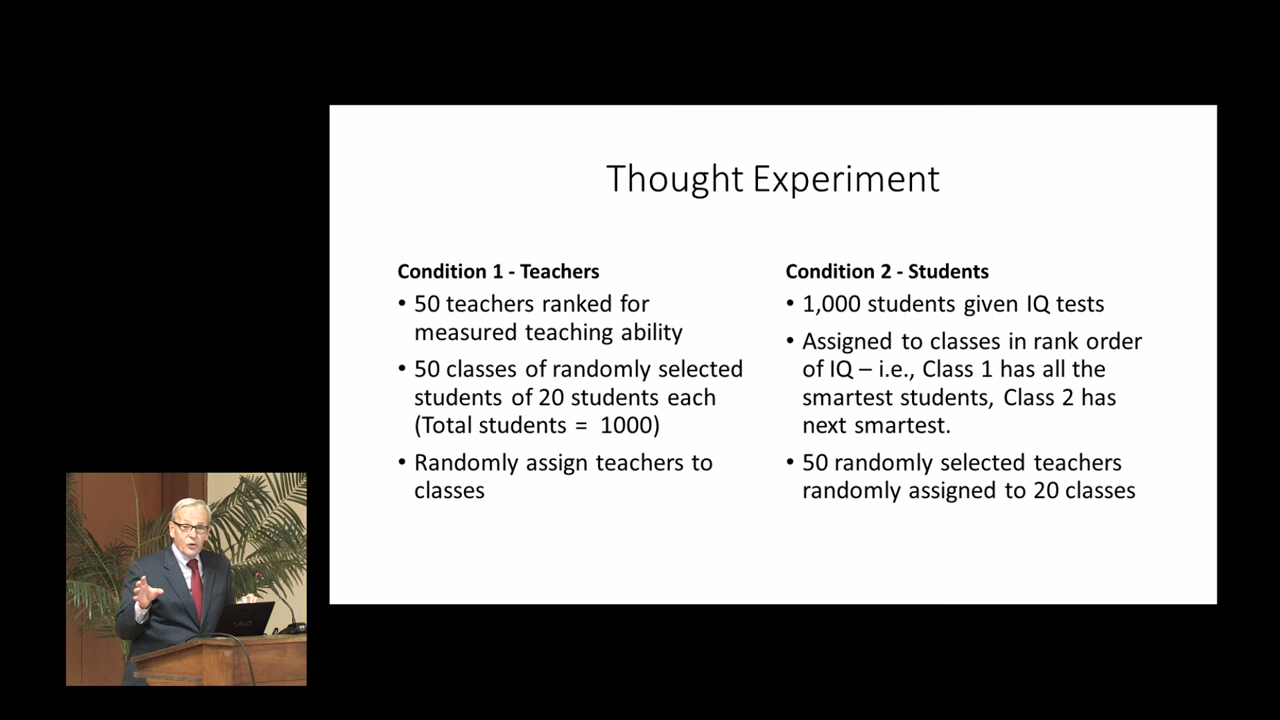 Thought Experiment
Condition 1 - Teachers
• 50 teachers ranked for
measured teaching ability
• 50 classes of randomly selected
students of 20 students each
(Total students = 1000)
• Randomly assign teachers to
classes
Condition 2 - Students
• 1,000 students given IQ tests
• Assigned to classes in rank order
of IQ – i.e., Class 1 has all the
smartest students, Class 2 has
next smartest.
• 50 randomly selected teachers
randomly assigned to 20 classes